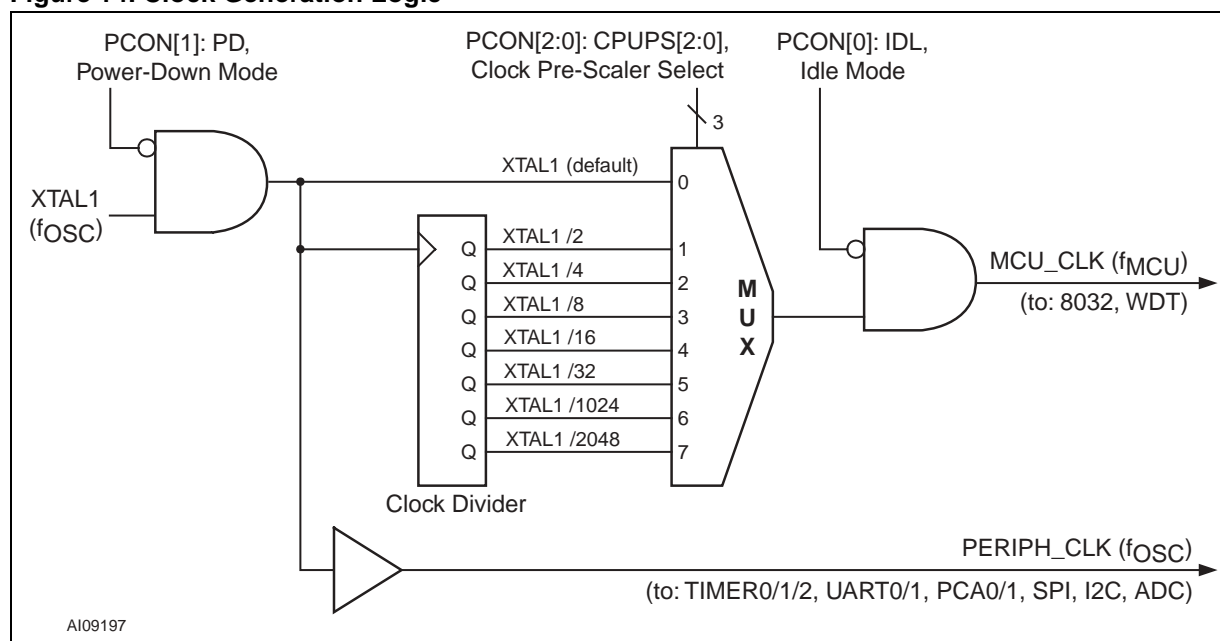 PCON[1]: PD,
Power-Down Mode
PCON[2:0]: CPUPS[2:0],
Clock Pre-Scaler Select
PCON[0]: IDL,
Idle Mode
3
XTAL1
(fOSC)
XTAL1 (default)
0
Q XTAL1 /2 1
Q XTAL1 /4 2
Q XTAL1 /8 3
Q XTAL1 /16 4
Q XTAL1 /32 5
Q XTAL1 /1024 6
Q XTAL1 /2048 7
M
U
X
MCU_CLK (fMCU)
(to: 8032, WDT)
Clock Divider
PERIPH_CLK (fOSC)
(to: TIMER0/1/2, UART0/1, PCA0/1, SPI, I2C, ADC)
AI09197